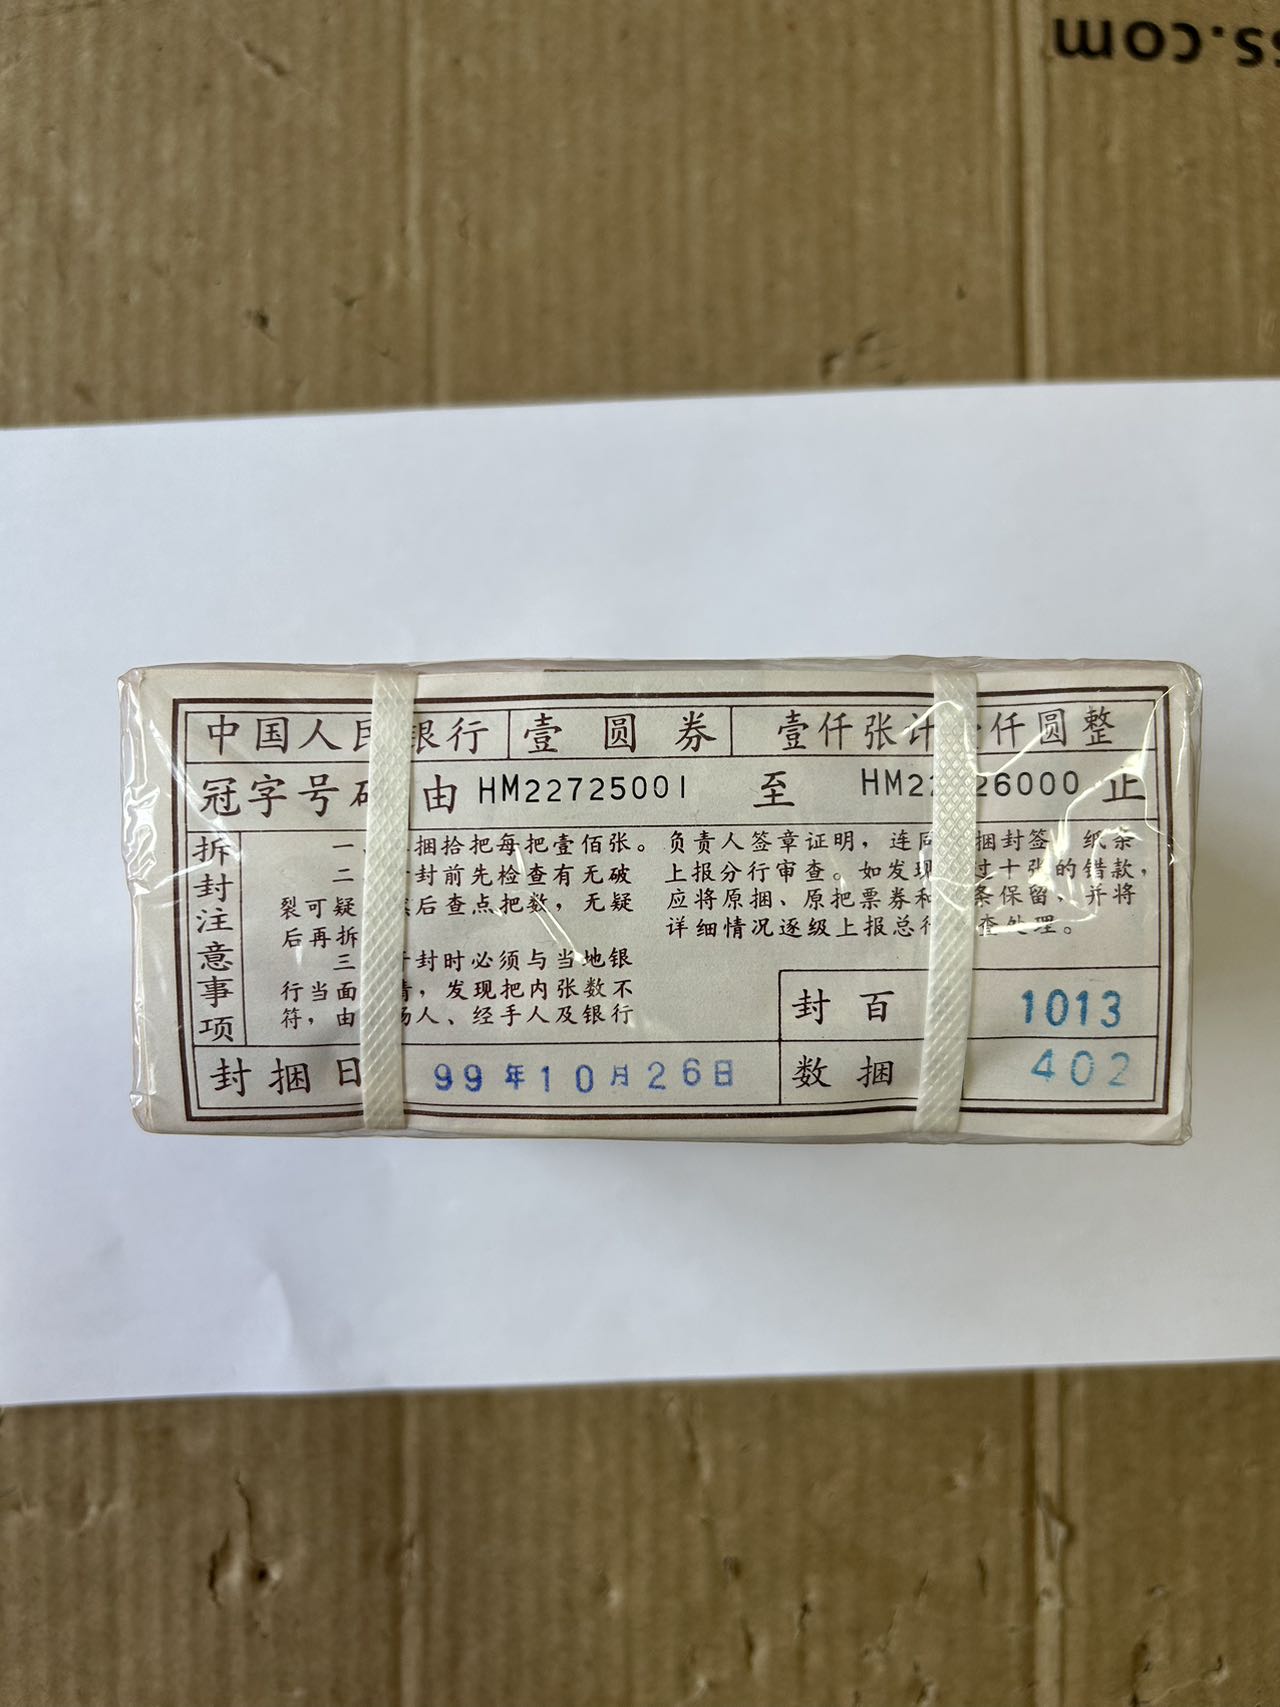 ss.com
中国人民银行 壹圆券 壹仟张计 仟圆整
冠字号码 由 HM22725001 至 HM22 26000 止
拆封注意事项
一、 捆拾把每把壹佰张。
二 封前先检查有无破
裂可疑 后查点把数，无疑
后再拆
三 封时必须与当地银
行当面 清，发现把内张数不
符，由 场人、经手人及银行
负责人签章证明，连同 捆封签 纸条
上报分行审查。如发现 过十张的错款，
应将原捆、原把票券和 条保留，并将
详细情况逐级上报总行 查处理。
封百 1013
封捆日 99年10月26日
数捆 402